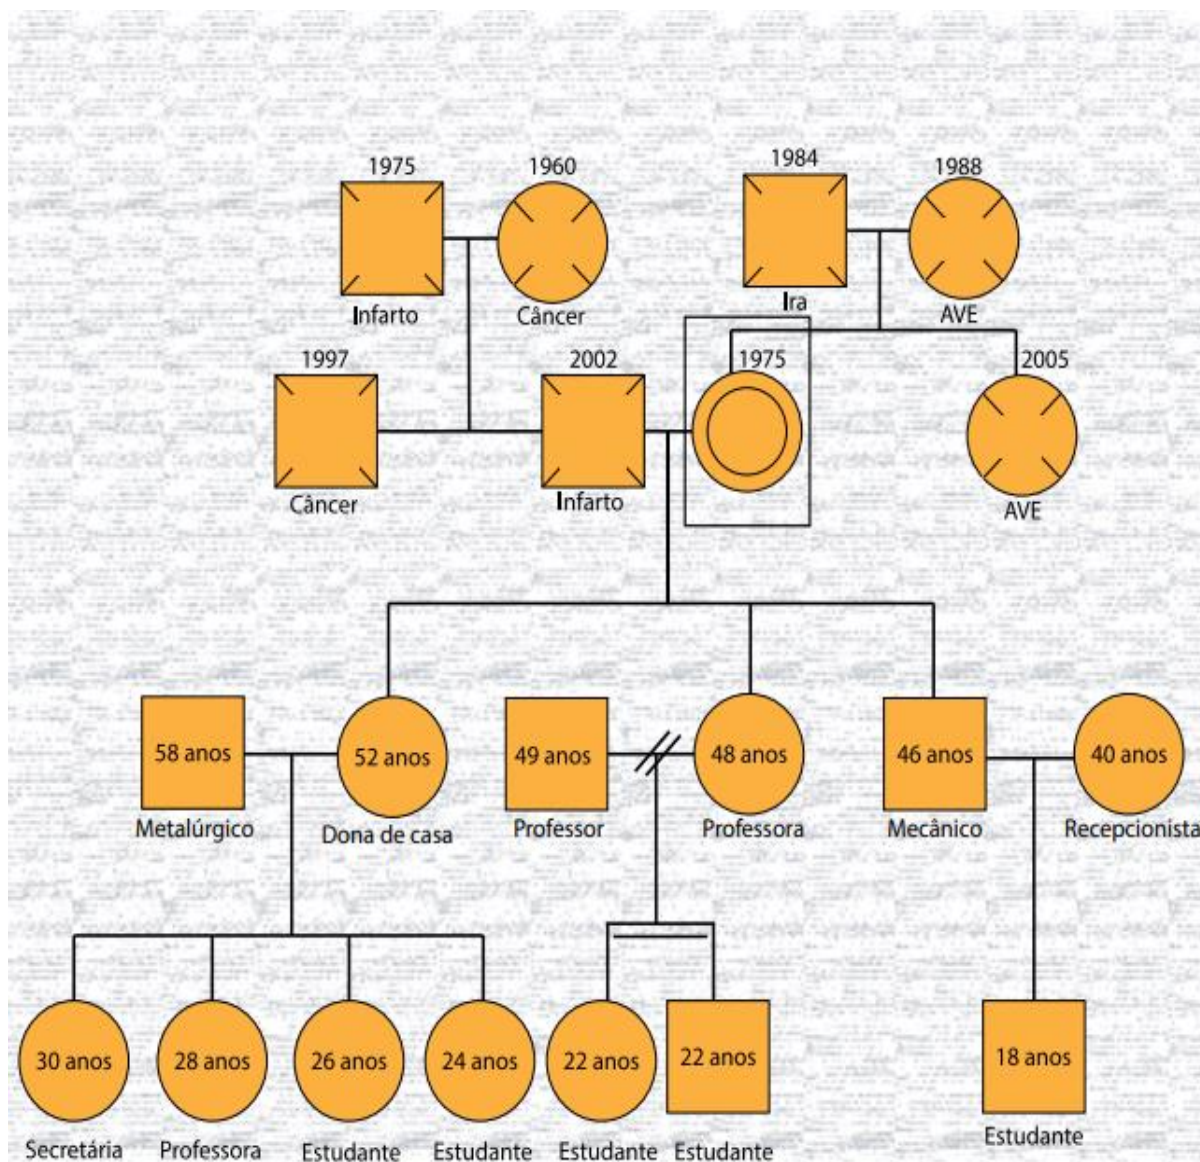 1975
1960
1984
1988
Infarto
Câncer
Ira
AVE
1997
2002
1975
2005
Câncer
Infarto
AVE
58 anos
52 anos
49 anos
48 anos
46 anos
40 anos
Metalúrgico
Dona de casa
Professor
Professora
Mecânico
Recepcionista
30 anos
28 anos
26 anos
24 anos
22 anos
22 anos
18 anos
Secretária
Professora
Estudante
Estudante
Estudante
Estudante
Estudante